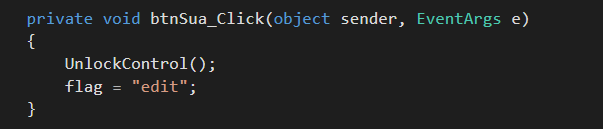 private void btnSua_Click(object sender, EventArgs e)
{
    UnlockControl();
    flag = "edit";
}